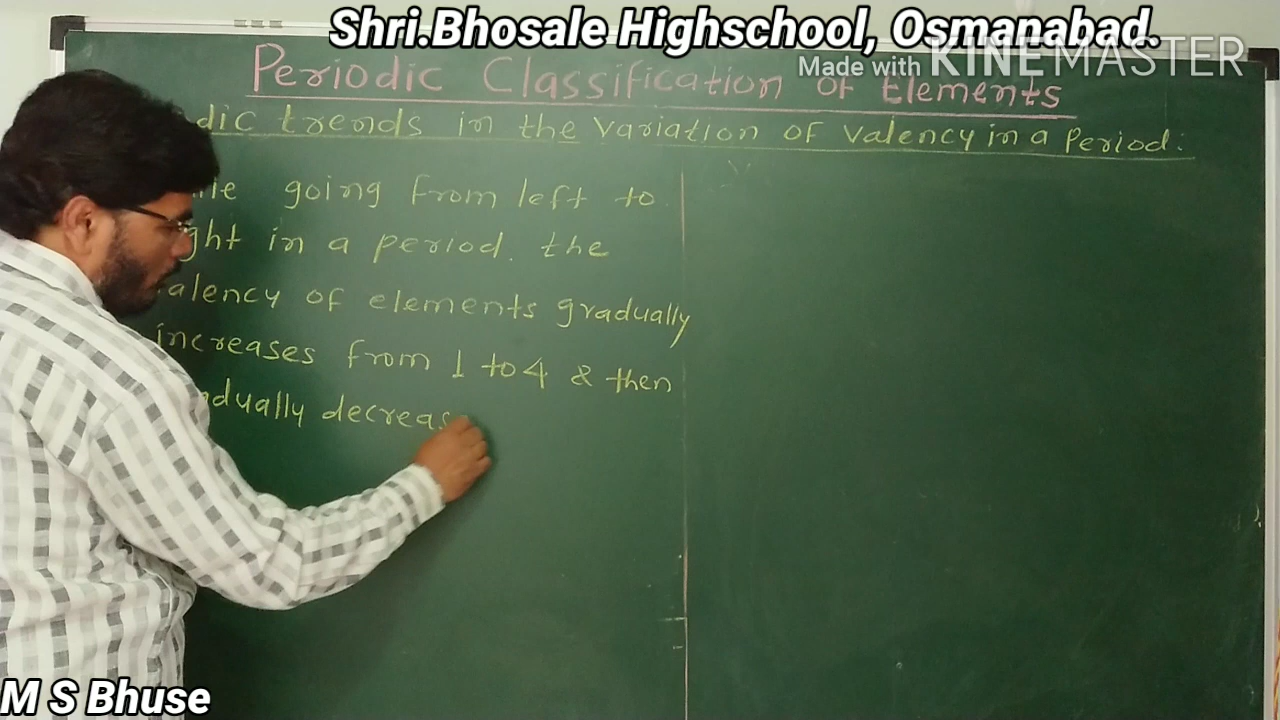 Shri.Bhosale Highschool, Osmanabad.
Made with KINEMASTER
Periodic Classification of Elements
dic trends in the variation of valency in a Period:
going from left to
ght in a period. the
alency of elements gradually
increases from 1 to 4 & then
dually decreas
M S Bhuse